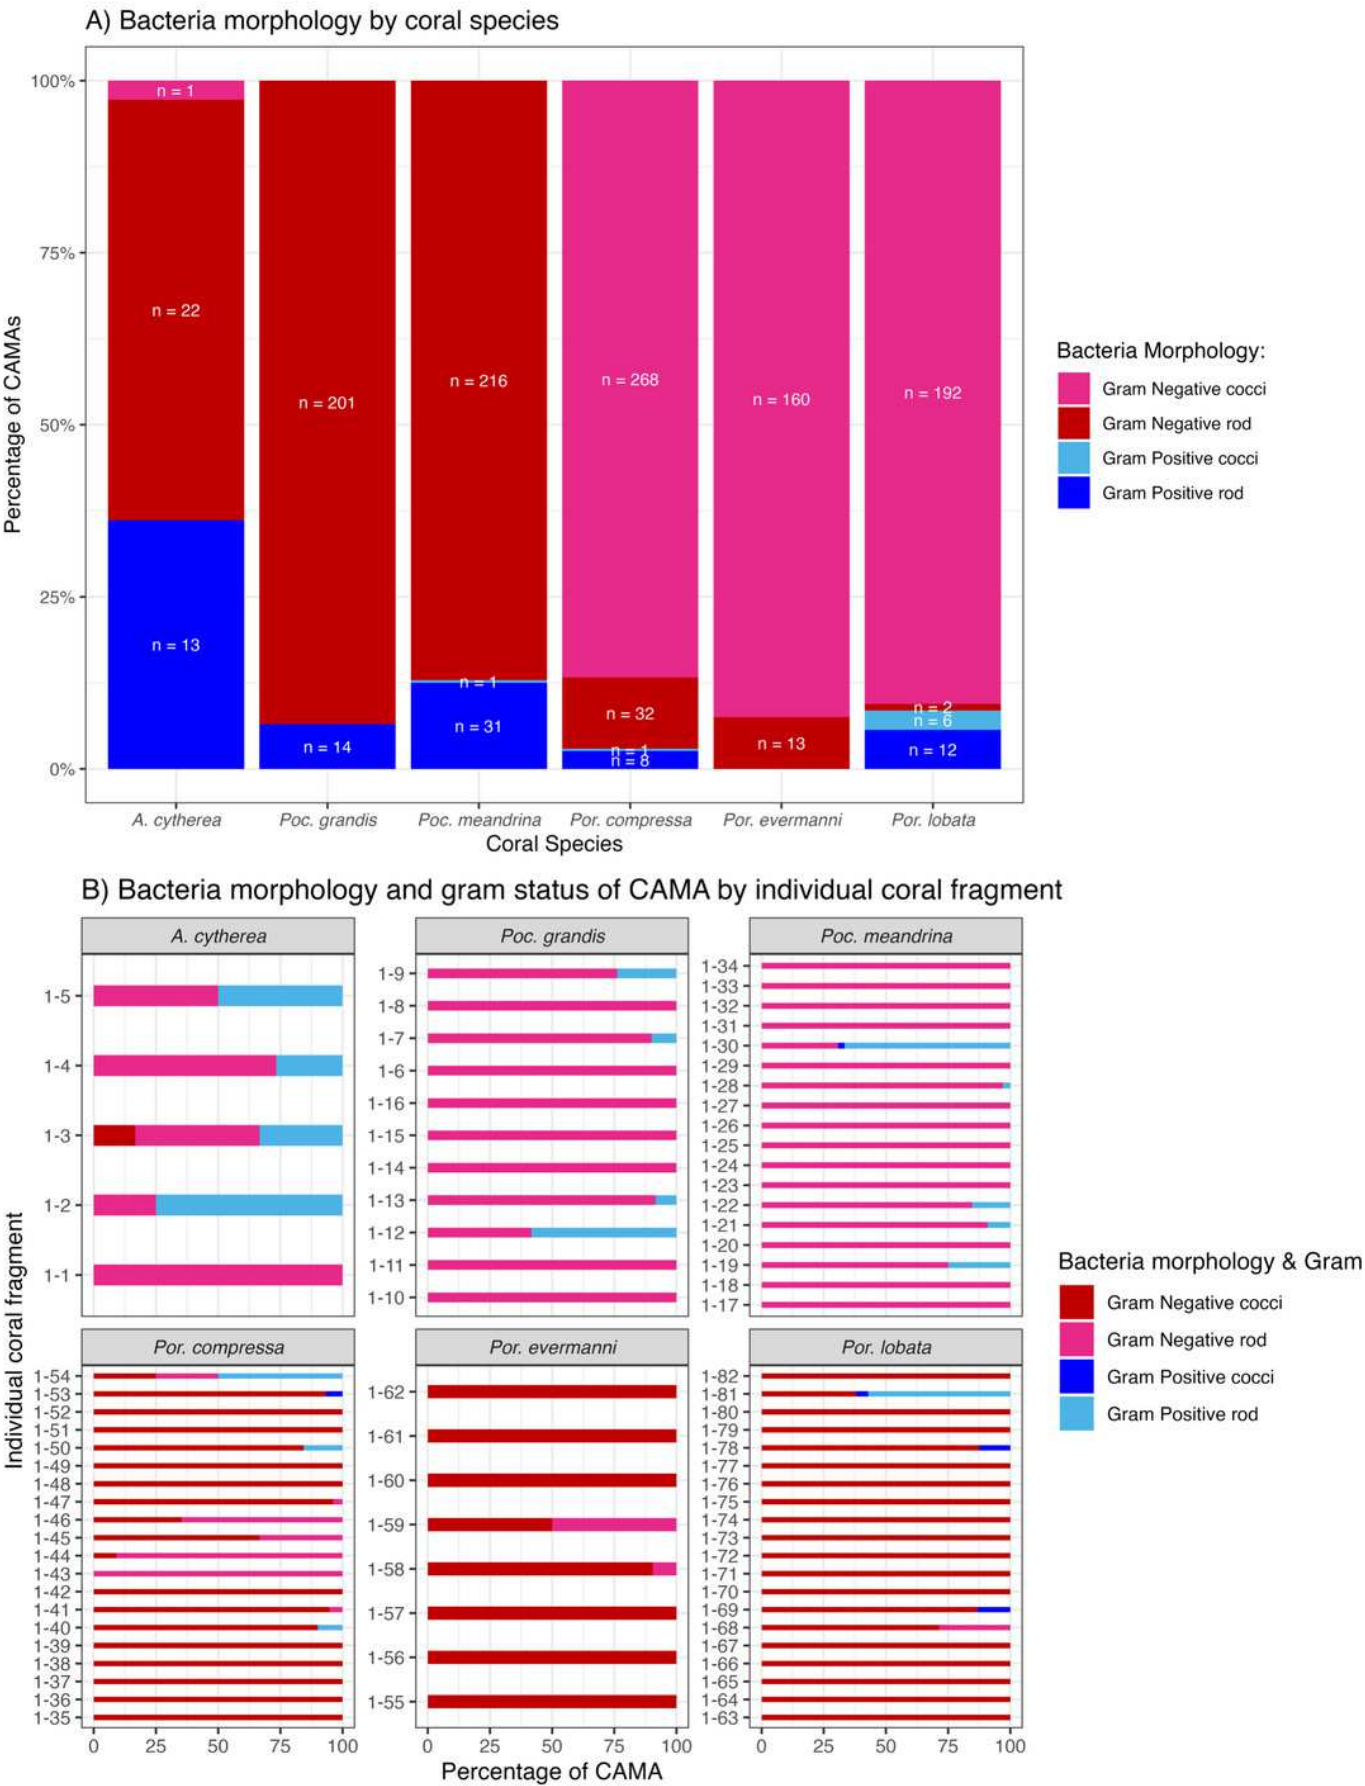 A) Bacteria morphology by coral species
Percentage of CAMAs
100%
75%
50%
25%
0%
n = 1
n = 22
n = 13
n = 201
n = 14
n = 216
n = 1
n = 31
n = 268
n = 32
n = 1
n = 8
n = 160
n = 13
n = 192
n = 2
n = 6
n = 12
A. cytherea
Poc. grandis
Poc. meandrina
Por. compressa
Por. evermanni
Por. lobata
Coral Species
Bacteria Morphology:
Gram Negative cocci
Gram Negative rod
Gram Positive cocci
Gram Positive rod
B) Bacteria morphology and gram status of CAMA by individual coral fragment
Individual coral fragment
A. cytherea
1-5
1-4
1-3
1-2
1-1
Poc. grandis
1-9
1-8
1-7
1-6
1-16
1-15
1-14
1-13
1-12
1-11
1-10
Poc. meandrina
1-34
1-33
1-32
1-31
1-30
1-29
1-28
1-27
1-26
1-25
1-24
1-23
1-22
1-21
1-20
1-19
1-18
1-17
Por. compressa
1-54
1-53
1-52
1-51
1-50
1-49
1-48
1-47
1-46
1-45
1-44
1-43
1-42
1-41
1-40
1-39
1-38
1-37
1-36
1-35
0 25 50 75 100
Por. evermanni
1-62
1-61
1-60
1-59
1-58
1-57
1-56
1-55
0 25 50 75 100
Por. lobata
1-82
1-81
1-80
1-79
1-78
1-77
1-76
1-75
1-74
1-73
1-72
1-71
1-70
1-69
1-68
1-67
1-66
1-65
1-64
1-63
0 25 50 75 100
Percentage of CAMA
Bacteria morphology & Gram
Gram Negative cocci
Gram Negative rod
Gram Positive cocci
Gram Positive rod